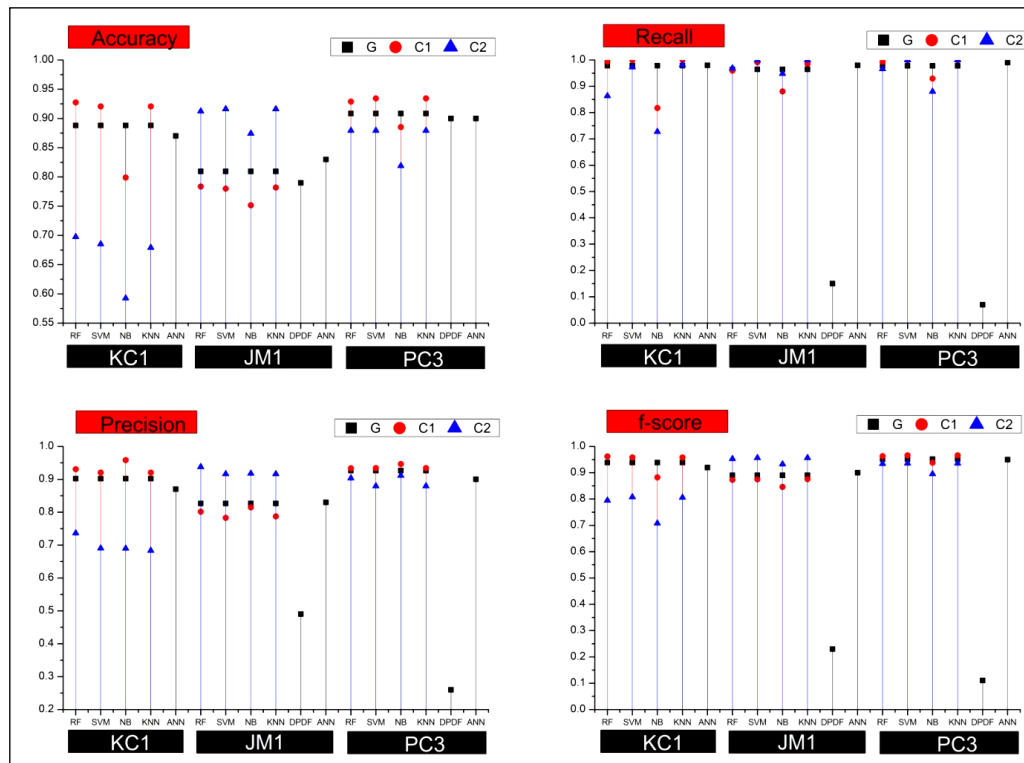 Accuracy
G C1 C2
1.00
0.95
0.90
0.85
0.80
0.75
0.70
0.65
0.60
0.55
RF SVM NB KNN ANN RF SVM NB KNN DPDF ANN RF SVM NB KNN DPDF ANN
KC1 JM1 PC3
Recall
G C1 C2
1.0
0.9
0.8
0.7
0.6
0.5
0.4
0.3
0.2
0.1
0.0
RF SVM NB KNN ANN RF SVM NB KNN DPDF ANN RF SVM NB KNN DPDF ANN
KC1 JM1 PC3
Precision
G C1 C2
1.0
0.9
0.8
0.7
0.6
0.5
0.4
0.3
0.2
RF SVM NB KNN ANN RF SVM NB KNN DPDF ANN RF SVM NB KNN DPDF ANN
KC1 JM1 PC3
f-score
G C1 C2
1.0
0.9
0.8
0.7
0.6
0.5
0.4
0.3
0.2
0.1
0.0
RF SVM NB KNN ANN RF SVM NB KNN DPDF ANN RF SVM NB KNN DPDF ANN
KC1 JM1 PC3